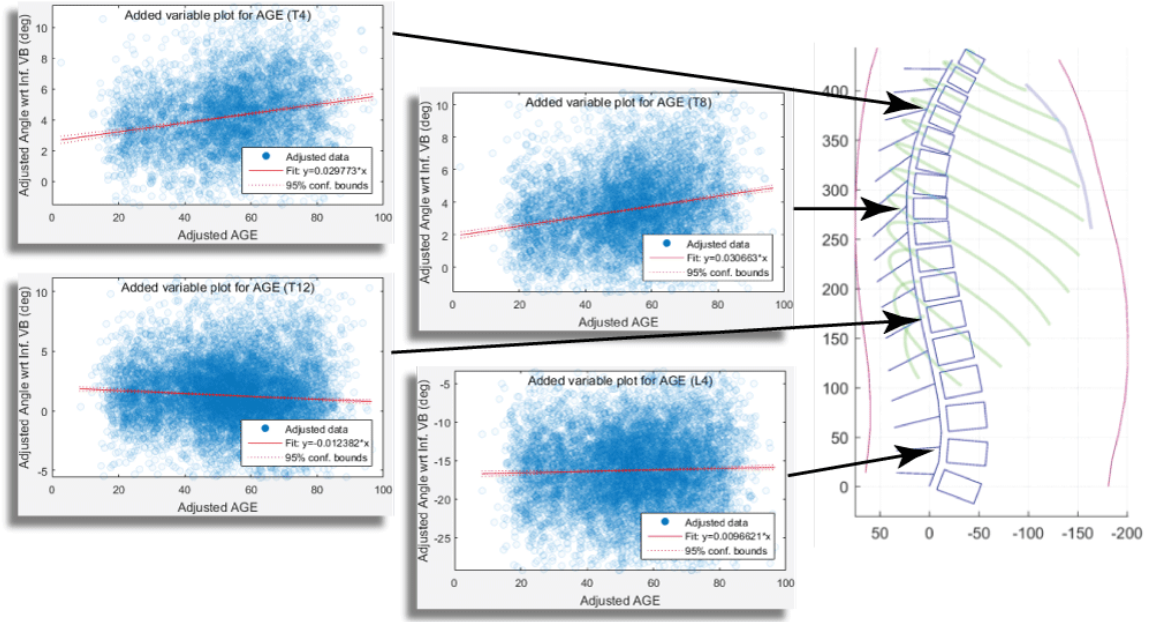 Added variable plot for AGE (T4)
Adjusted Angle wrt Inf. VB (deg)
10
8
6
4
2
0
Adjusted data
Fit: y=0.029773*x
95% conf. bounds
0 20 40 60 80 100
Adjusted AGE
Added variable plot for AGE (T8)
Adjusted Angle wrt Inf. VB (deg)
10
8
6
4
2
0
Adjusted data
Fit: y=0.030663*x
95% conf. bounds
0 20 40 60 80 100
Adjusted AGE
Added variable plot for AGE (T12)
Adjusted Angle wrt Inf. VB (deg)
10
5
0
-5
Adjusted data
Fit: y=-0.012382*x
95% conf. bounds
0 20 40 60 80 100
Adjusted AGE
Added variable plot for AGE (L4)
Adjusted Angle wrt Inf. VB (deg)
-5
-10
-15
-20
-25
Adjusted data
Fit: y=0.0096621*x
95% conf. bounds
0 20 40 60 80 100
Adjusted AGE
400
350
300
250
200
150
100
50
0
50 0 -50 -100 -150 -200